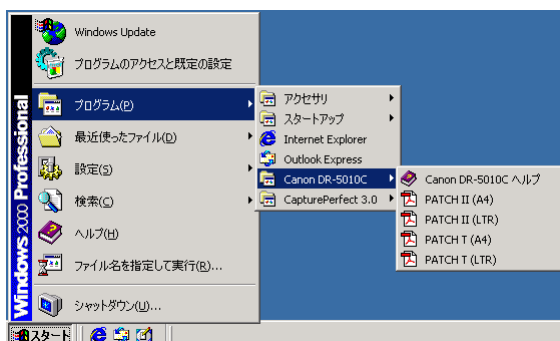 Windows 2000 Professional
Windows Update
プログラムのアクセスと既定の設定
プログラム(P)
最近使ったファイル(D)
設定(S)
検索(C)
ヘルプ(H)
ファイル名を指定して実行(R)...
シャットダウン(U)...
アクセサリ
スタートアップ
Internet Explorer
Outlook Express
Canon DR-5010C
CapturePerfect 3.0
Canon DR-5010C ヘルプ
PATCH II (A4)
PATCH II (LTR)
PATCH T (A4)
PATCH T (LTR)
スタート